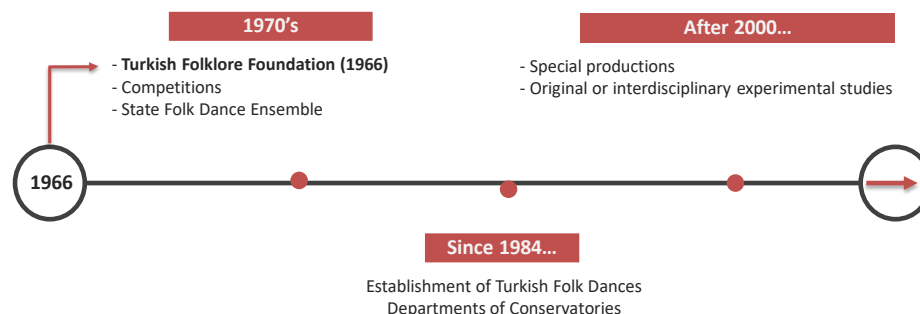 1970's
- Turkish Folklore Foundation (1966)
- Competitions
- State Folk Dance Ensemble
After 2000...
- Special productions
- Original or interdisciplinary experimental studies
1966
Since 1984...
Establishment of Turkish Folk Dances
Departments of Conservatories